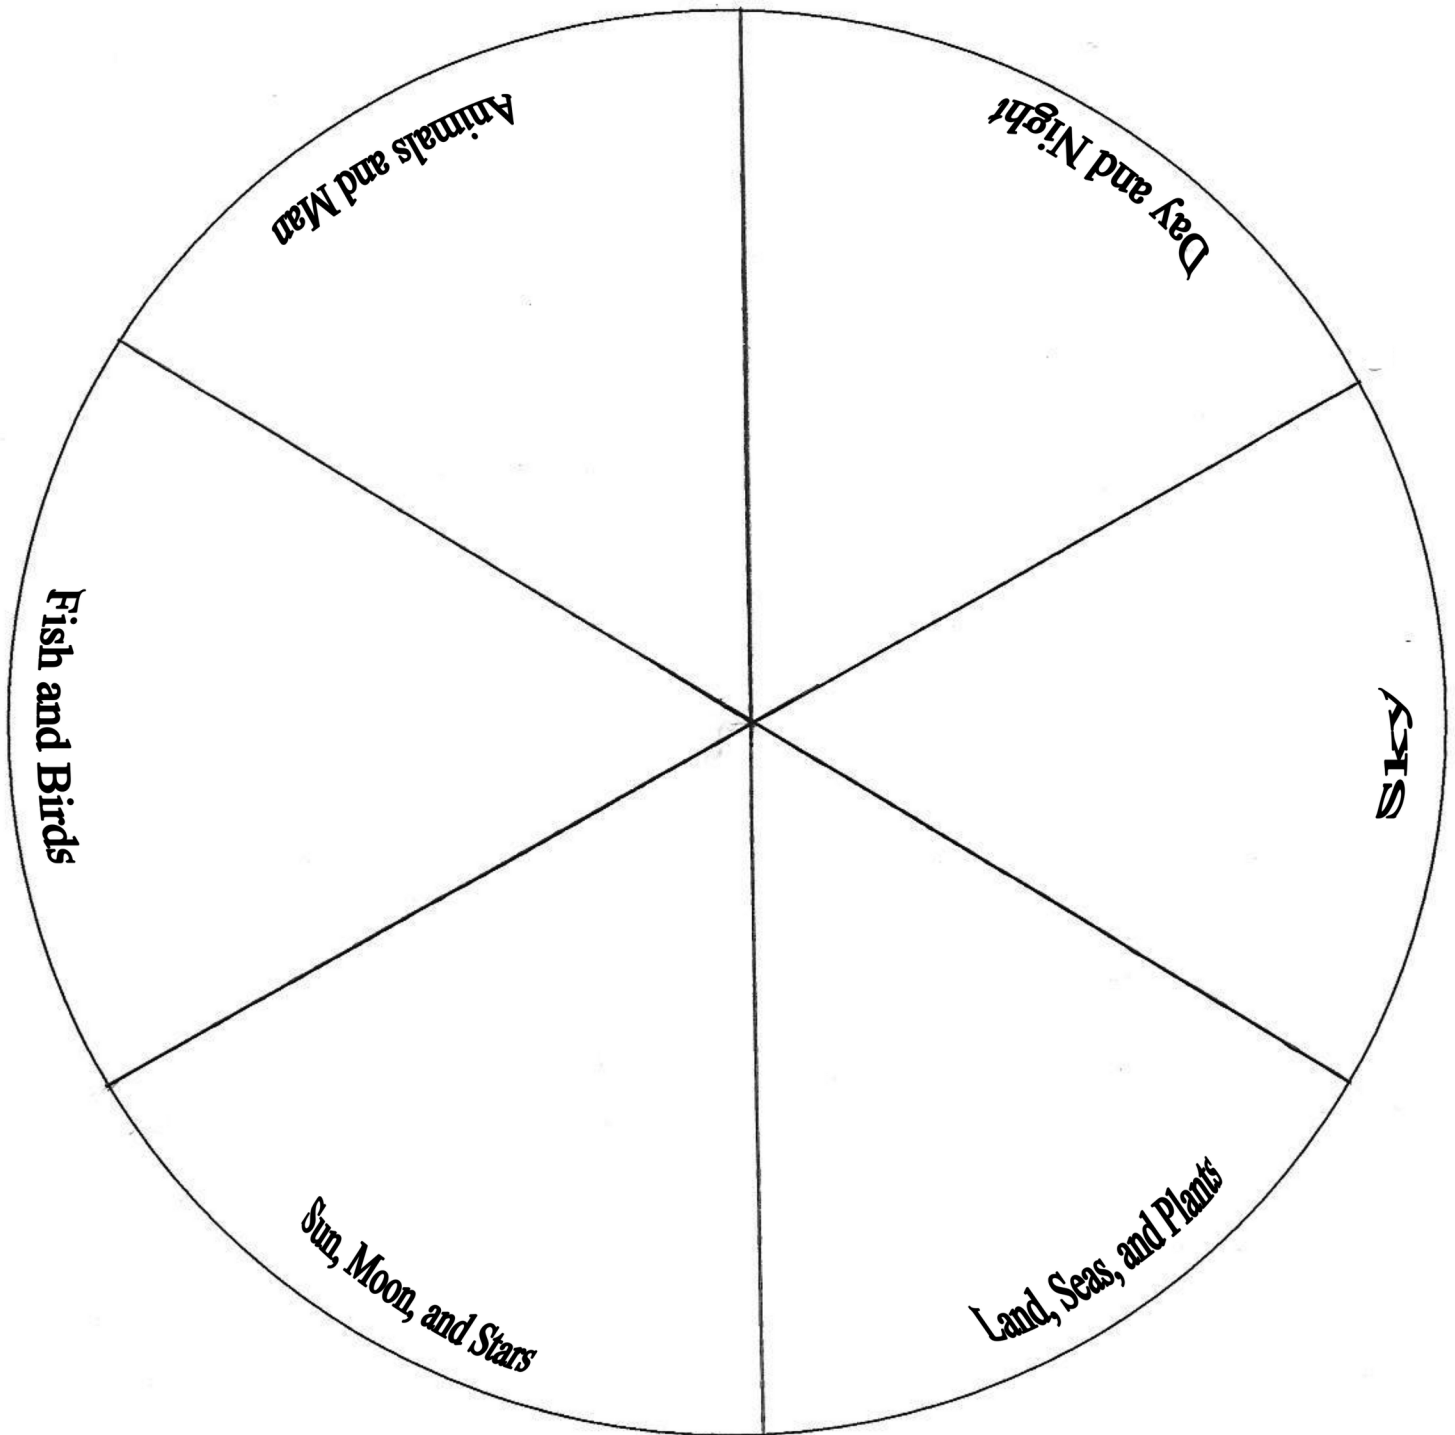 Day and Night
Sky
Land, Seas, and Plants
Sun, Moon, and Stars
Fish and Birds
Animals and Man